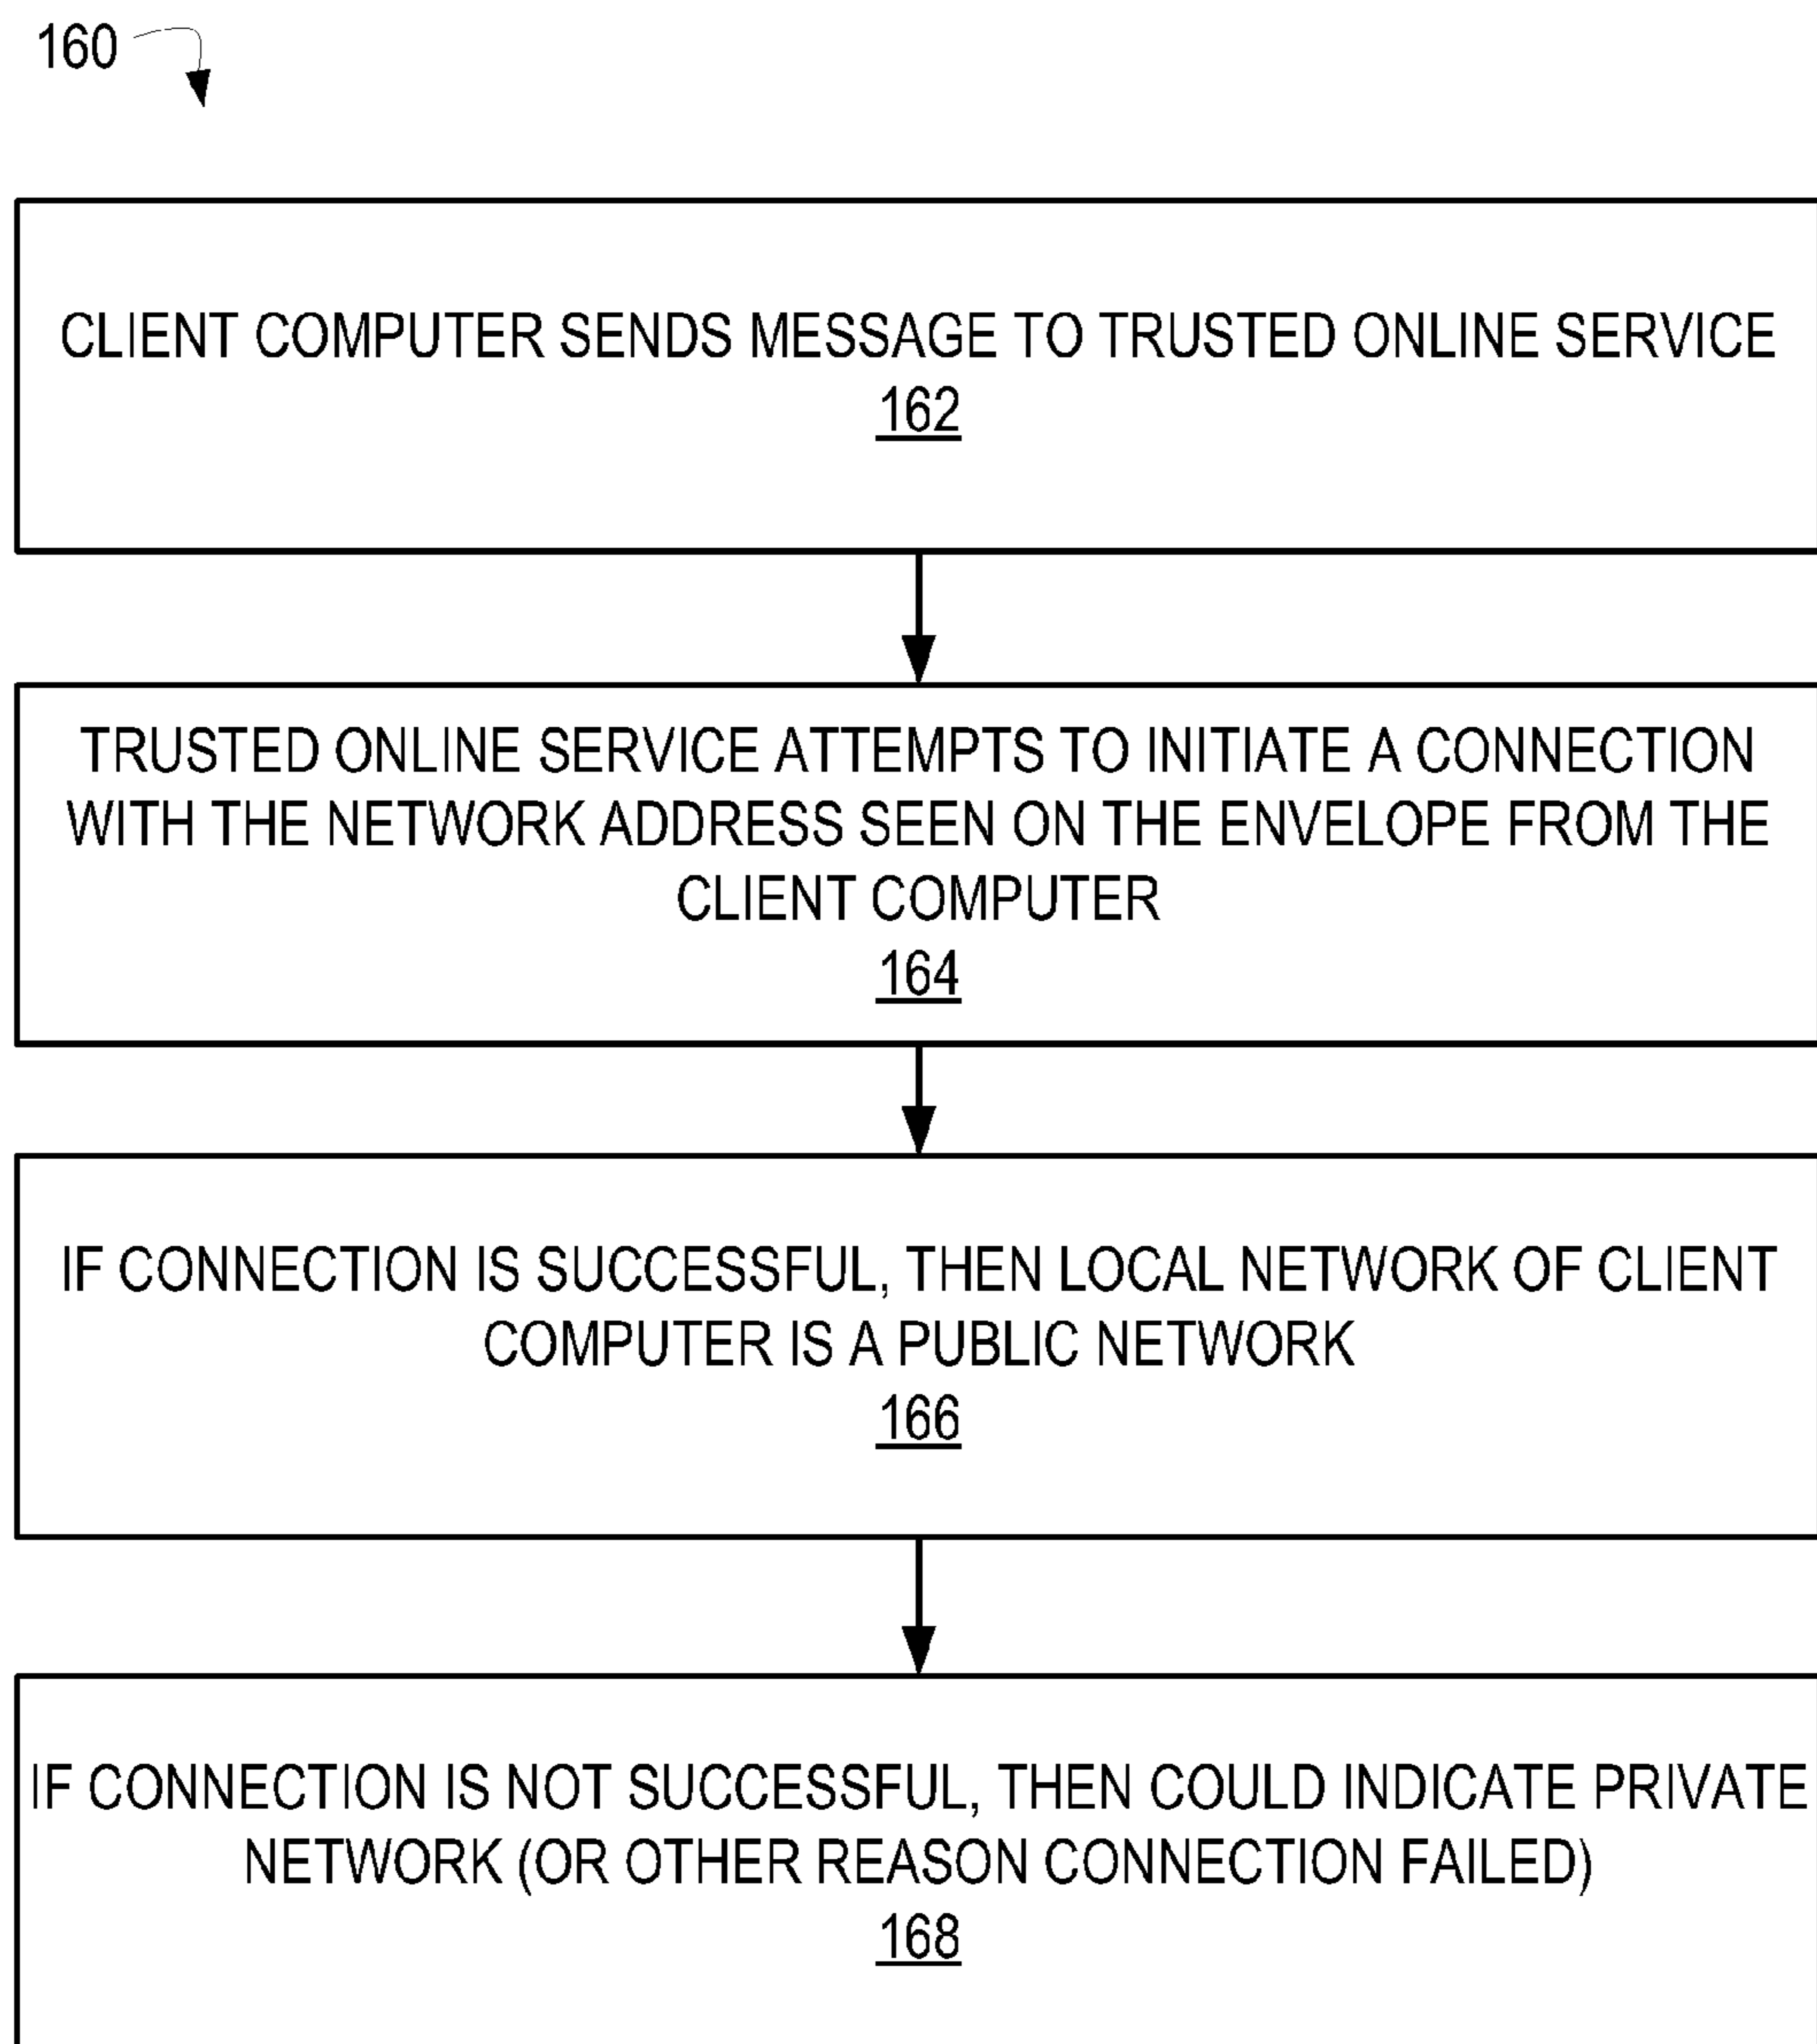 160
CLIENT COMPUTER SENDS MESSAGE TO TRUSTED ONLINE SERVICE
162
TRUSTED ONLINE SERVICE ATTEMPTS TO INITIATE A CONNECTION
WITH THE NETWORK ADDRESS SEEN ON THE ENVELOPE FROM THE
CLIENT COMPUTER
164
IF CONNECTION IS SUCCESSFUL, THEN LOCAL NETWORK OF CLIENT
COMPUTER IS A PUBLIC NETWORK
166
IF CONNECTION IS NOT SUCCESSFUL, THEN COULD INDICATE PRIVATE
NETWORK (OR OTHER REASON CONNECTION FAILED)
168